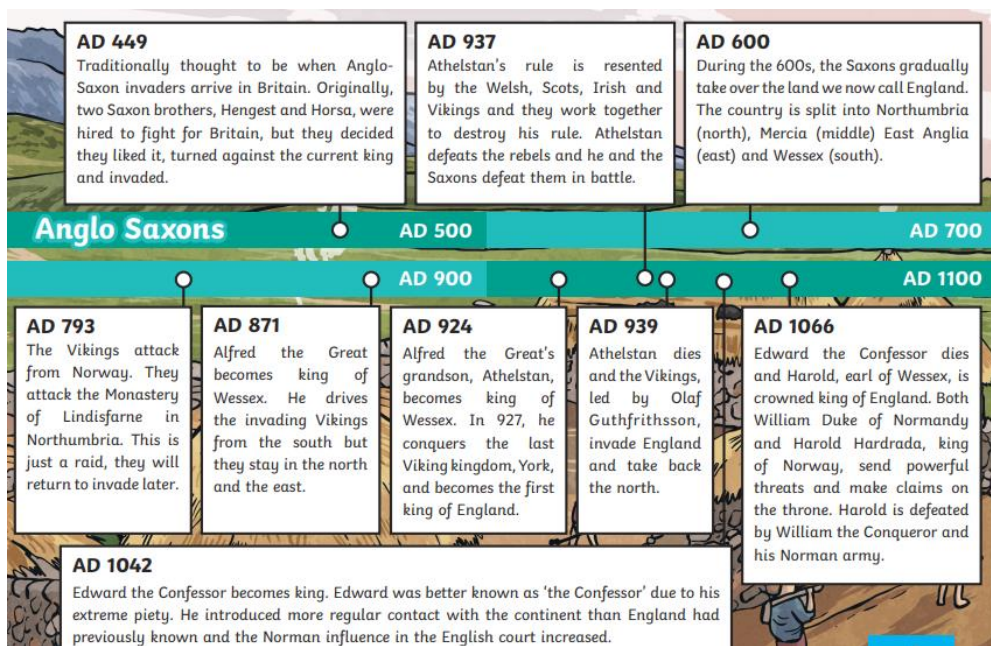 AD 449
Traditionally thought to be when Anglo-
Saxon invaders arrive in Britain. Originally,
two Saxon brothers, Hengest and Horsa, were
hired to fight for Britain, but they decided
they liked it, turned against the current king
and invaded.
AD 937
Athelstan's rule is resented
by the Welsh, Scots, Irish and
Vikings and they work together
to destroy his rule. Athelstan
defeats the rebels and he and the
Saxons defeat them in battle.
AD 600
During the 600s, the Saxons gradually
take over the land we now call England.
The country is split into Northumbria
(north), Mercia (middle) East Anglia
(east) and Wessex (south).
Anglo Saxons
AD 500
AD 700
AD 900
AD 1100
AD 793
The Vikings attack
from Norway. They
attack the Monastery
of Lindisfarne in
Northumbria. This is
just a raid, they will
return to invade later.
AD 871
Alfred the Great
becomes king of
Wessex. He drives
the invading Vikings
from the south but
they stay in the north
and the east.
AD 924
Alfred the Great's
grandson, Athelstan,
becomes king of
Wessex. In 927, he
conquers the last
Viking kingdom, York,
and becomes the first
king of England.
AD 939
Athelstan dies
and the Vikings,
led by Olaf
Guthfrithsson,
invade England
and take back
the north.
AD 1066
Edward the Confessor dies
and Harold, earl of Wessex, is
crowned king of England. Both
William Duke of Normandy
and Harold Hardrada, king
of Norway, send powerful
threats and make claims on
the throne. Harold is defeated
by William the Conqueror and
his Norman army.
AD 1042
Edward the Confessor becomes king. Edward was better known as 'the Confessor' due to his
extreme piety. He introduced more regular contact with the continent than England had
previously known and the Norman influence in the English court increased.